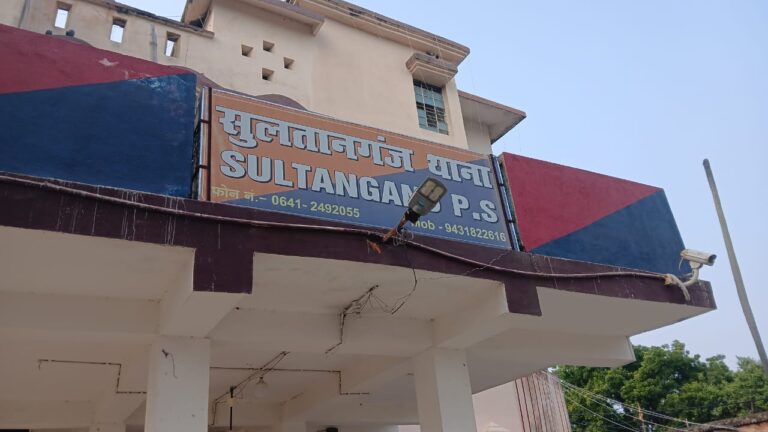 सुलतानगंज थाना
SULTANGANJ P.S
फोन नं.- 0641- 2492055
Mob - 9431822616